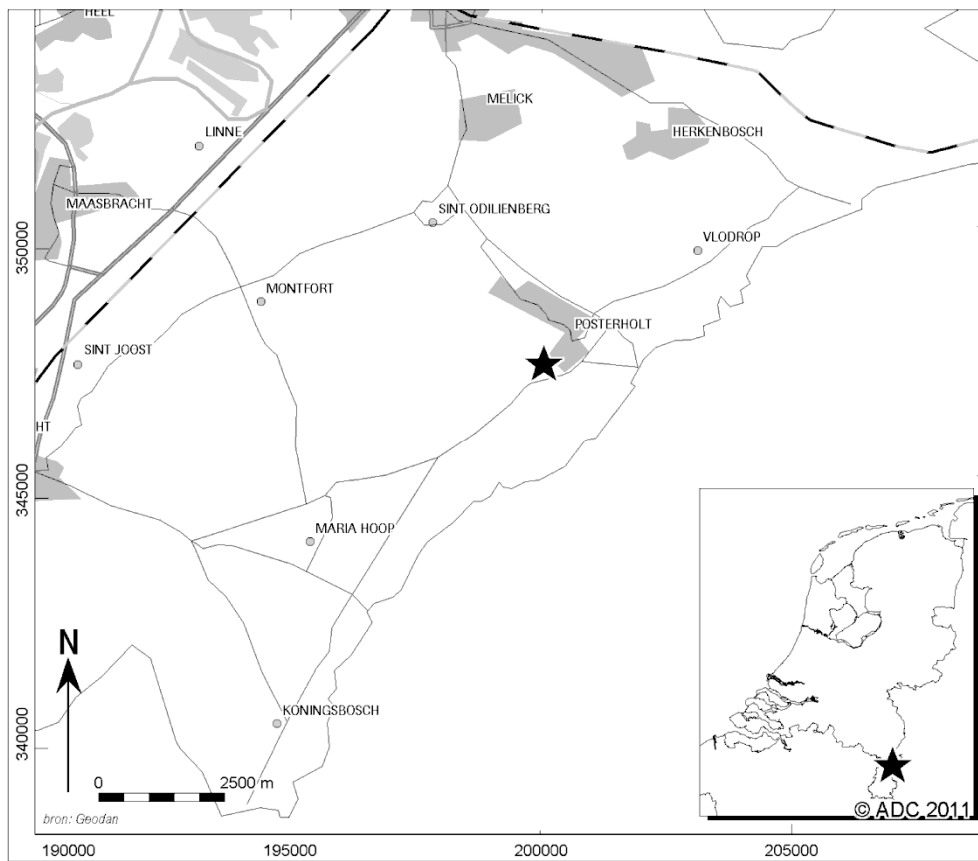 HEEL
MELICK
HERKENBOSCH
LINNE
MAASBRACHT
SINT ODILIENBERG
VLODROP
350000
MONTFORT
POSTERHOLT
SINT JOOST
HT
345000
MARIA HOOP
N
KONINGSBOSCH
340000
0 2500 m
bron: Geodan
© ADC 2011
190000 195000 200000 205000